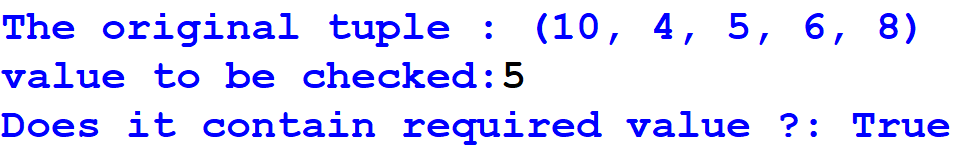 The original tuple : (10, 4, 5, 6, 8)
value to be checked:5
Does it contain required value ?: True